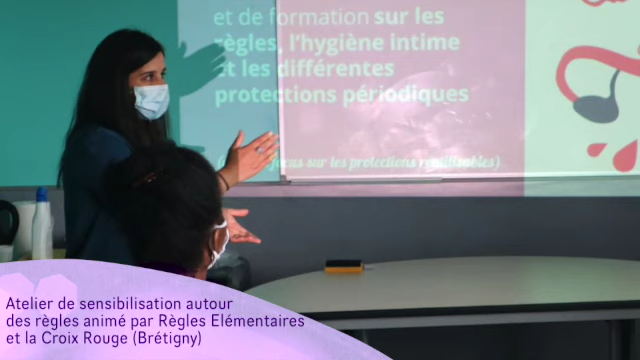 et de formation sur les
règles, l'hygiène intime
et les différentes
protections périodiques
focus sur les protections réutilisables)
Atelier de sensibilisation autour
des règles animé par Règles Elémentaires
et la Croix Rouge (Brétigny)